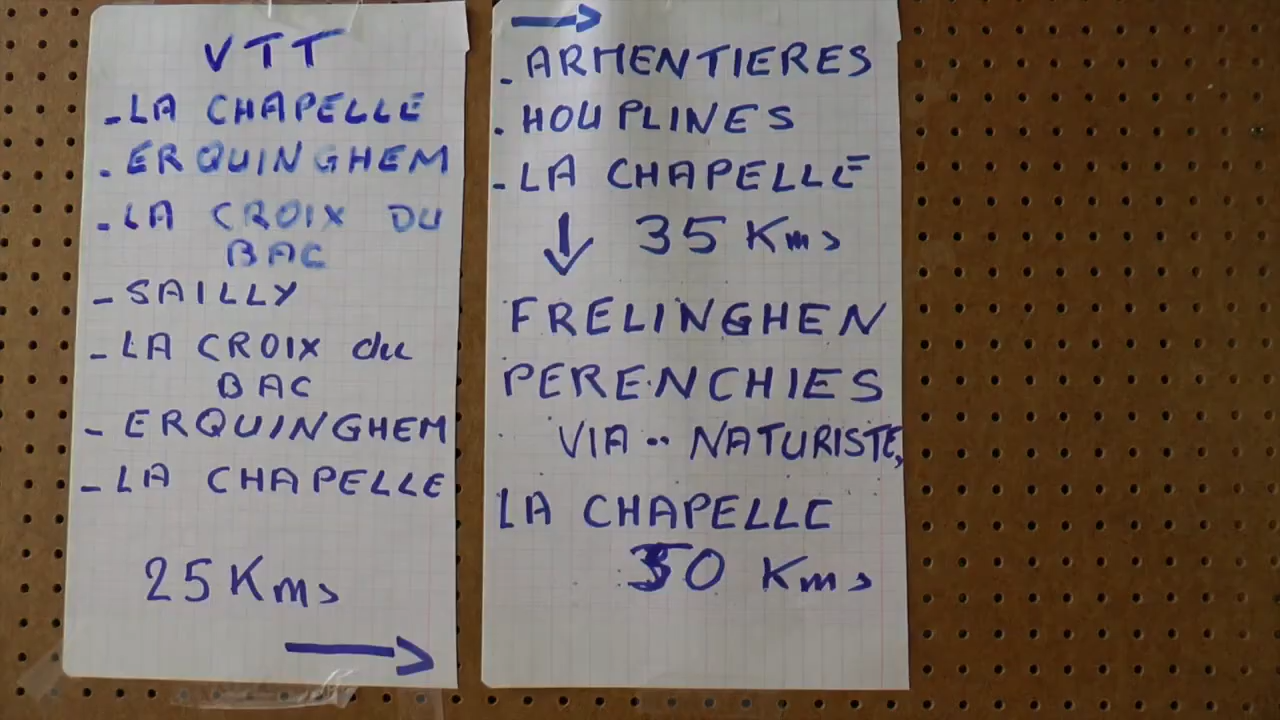 VTT
- LA CHAPELLE
- ERQUINGHEM
- LA CROIX DU
BAC
- SAILLY
- LA CROIX du
BAC
- ERQUINGHEM
- LA CHAPELLE
25 Kms
→
→
- ARMENTIERES
- HOUPLINES
- LA CHAPELLE
↓ 35 Kms
FRELINGHEN
PERENCHIES
VIA .. NATURISTE,
LA CHAPELLE
50 Kms